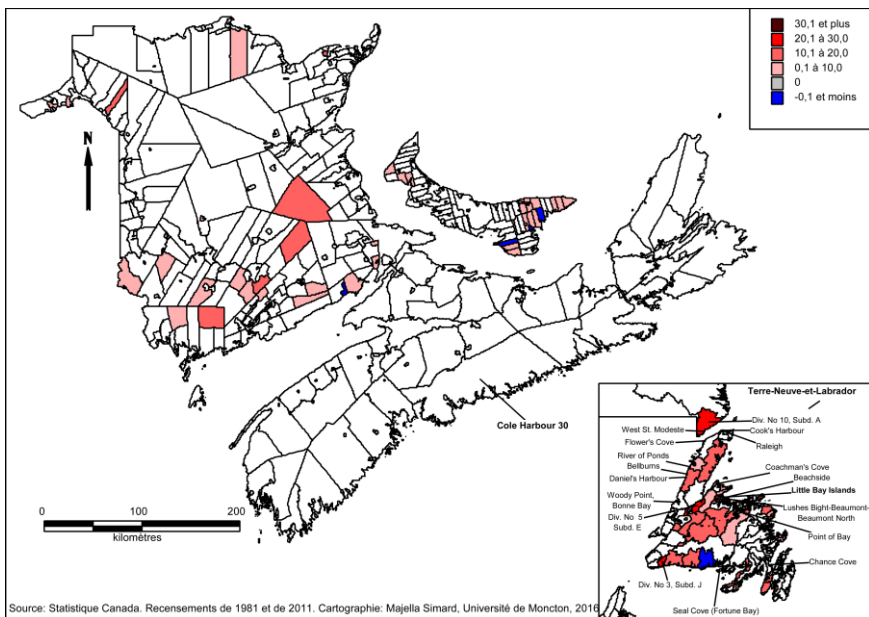 30,1 et plus
20,1 à 30,0
10,1 à 20,0
0,1 à 10,0
0
-0,1 et moins
N
Cole Harbour 30
0 100 200
kilomètres
Terre-Neuve-et-Labrador
Div. No 10, Subd. A
West St. Modeste
Cook's Harbour
Flower's Cove
Raleigh
River of Ponds
Bellburns
Coachman's Cove
Daniel's Harbour
Beachside
Little Bay Islands
Woody Point,
Bonne Bay
Lushes Bight-Beaumont-
Beaumont North
Div. No 5
Subd. E
Point of Bay
Chance Cove
Div. No 3, Subd. J
Seal Cove (Fortune Bay)
Source: Statistique Canada. Recensements de 1981 et de 2011. Cartographie: Majella Simard, Université de Moncton, 2016